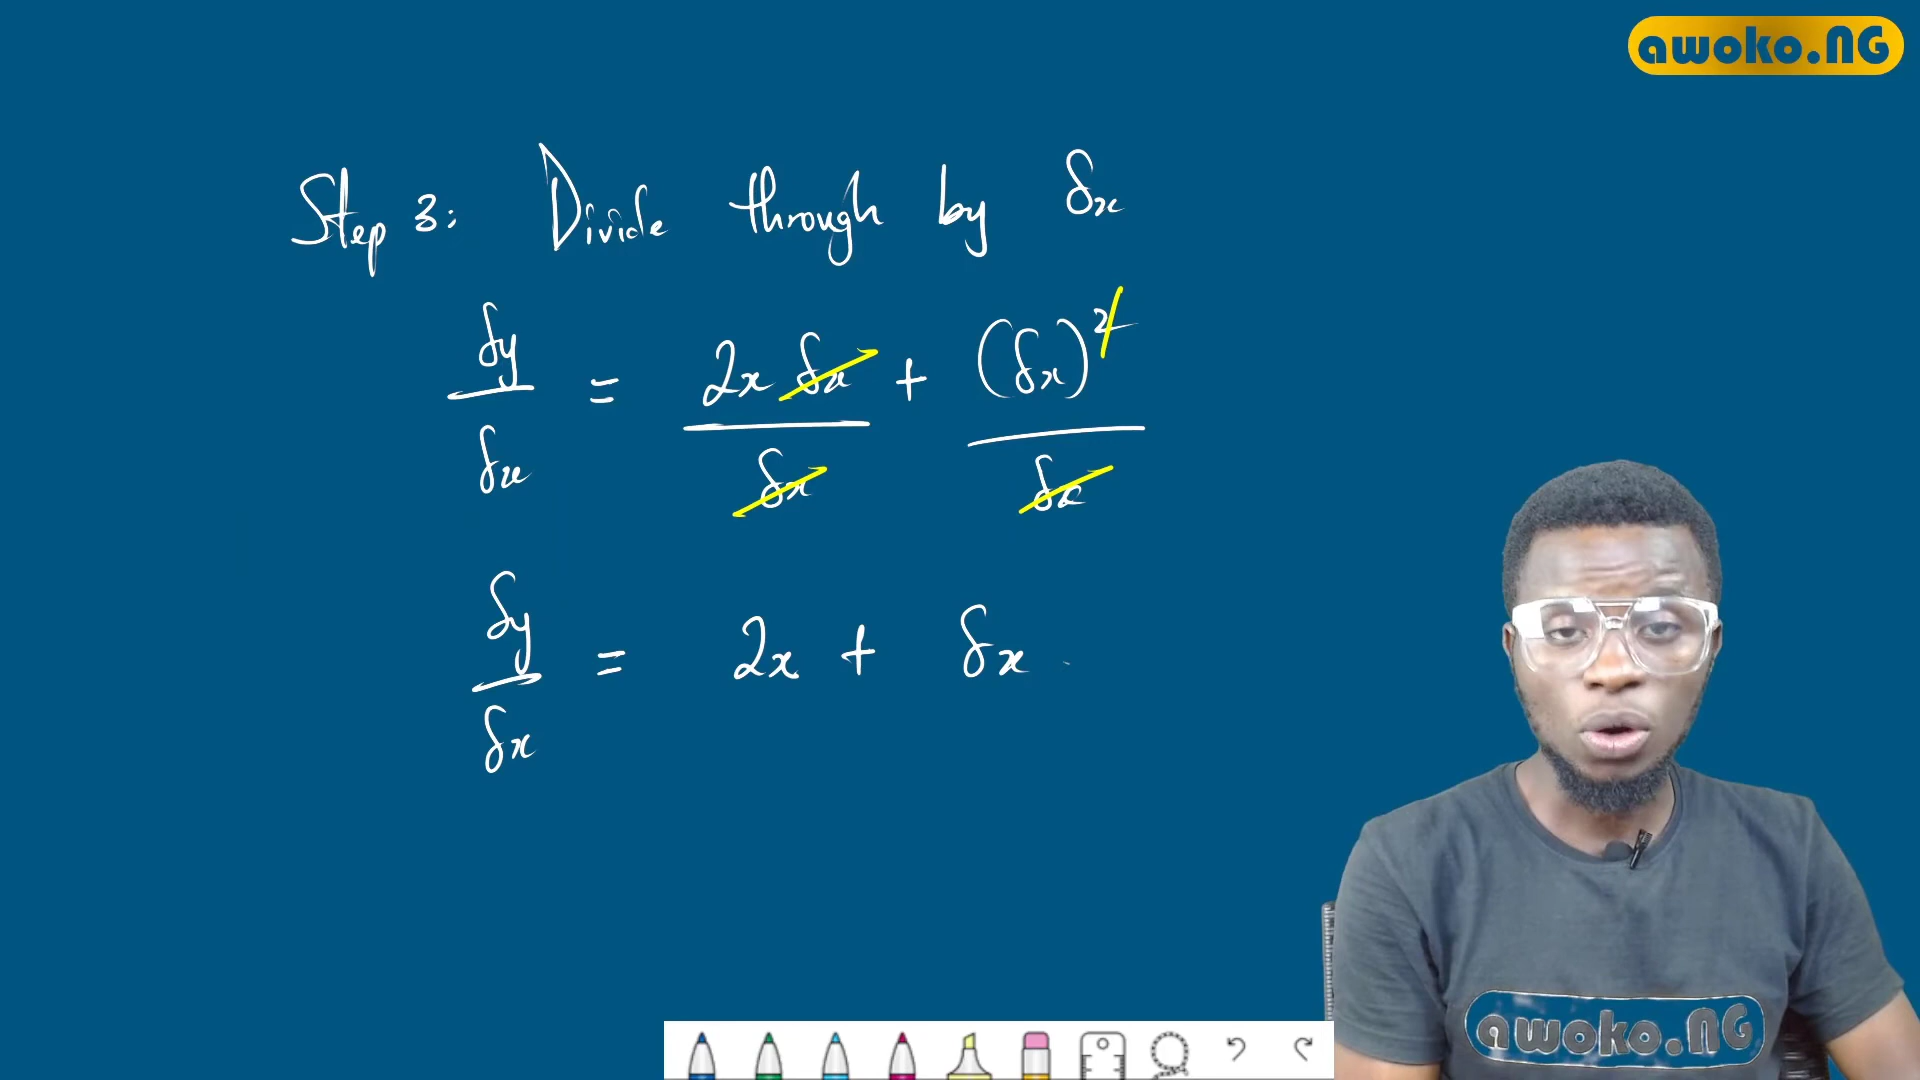 awoko.NG
Step 3: Divide through by δx
δy/δx = 2x δx/δx + (δx)²/δx
δy/δx = 2x + δx
awoko.NG